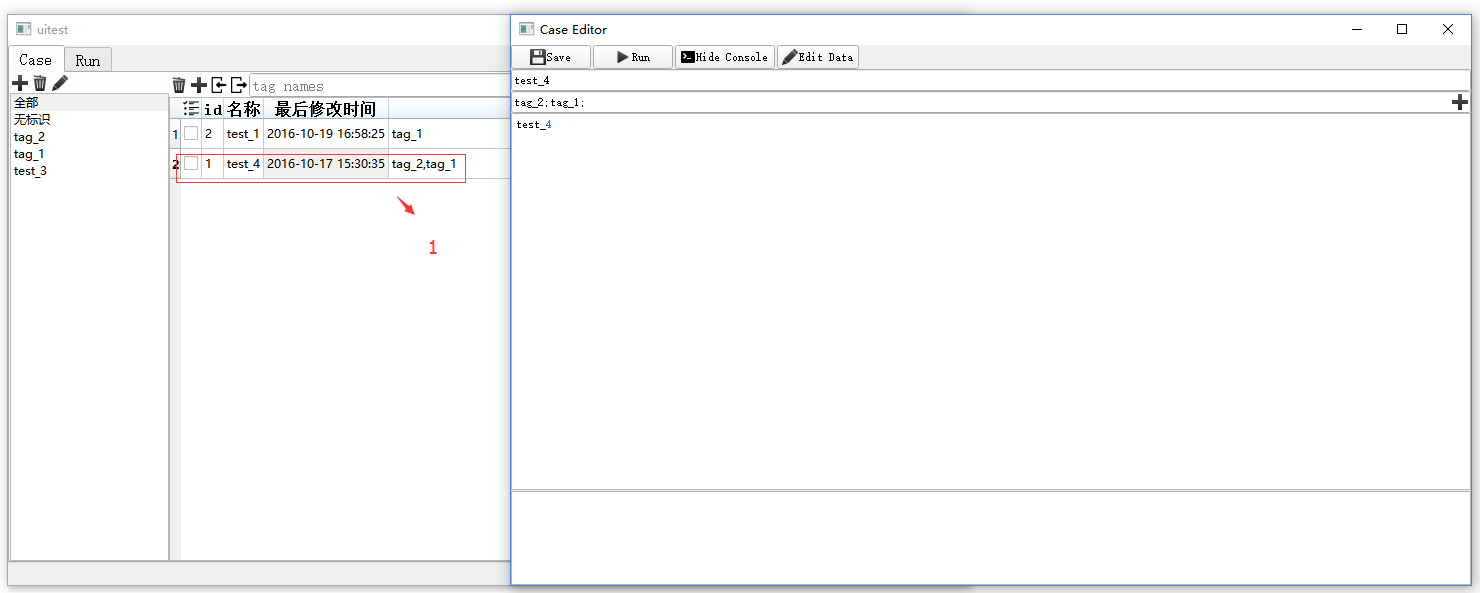 uitest
Case Run
全部
无标识
tag_2
tag_1
test_3
tag names
id 名称 最后修改时间
1 2 test_1 2016-10-19 16:58:25 tag_1
2 1 test_4 2016-10-17 15:30:35 tag_2,tag_1
1
Case Editor
Save Run Hide Console Edit Data
test_4
tag_2;tag_1;
test_4